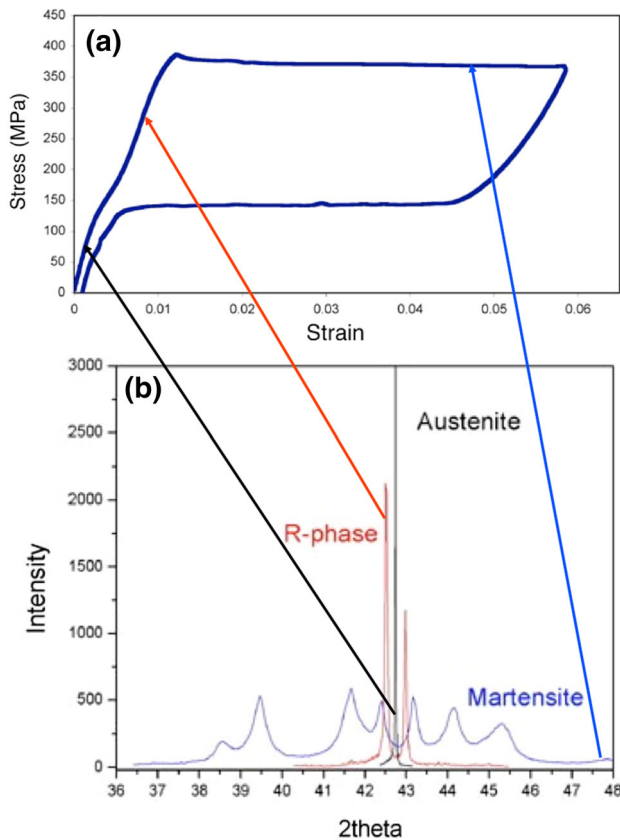 (a)
Stress (MPa)
450
400
350
300
250
200
150
100
50
0
0 0.01 0.02 0.03 0.04 0.05 0.06
Strain
(b)
Intensity
3000
2500
2000
1500
1000
500
0
Austenite
R-phase
Martensite
36 37 38 39 40 41 42 43 44 45 46 47 48
2theta